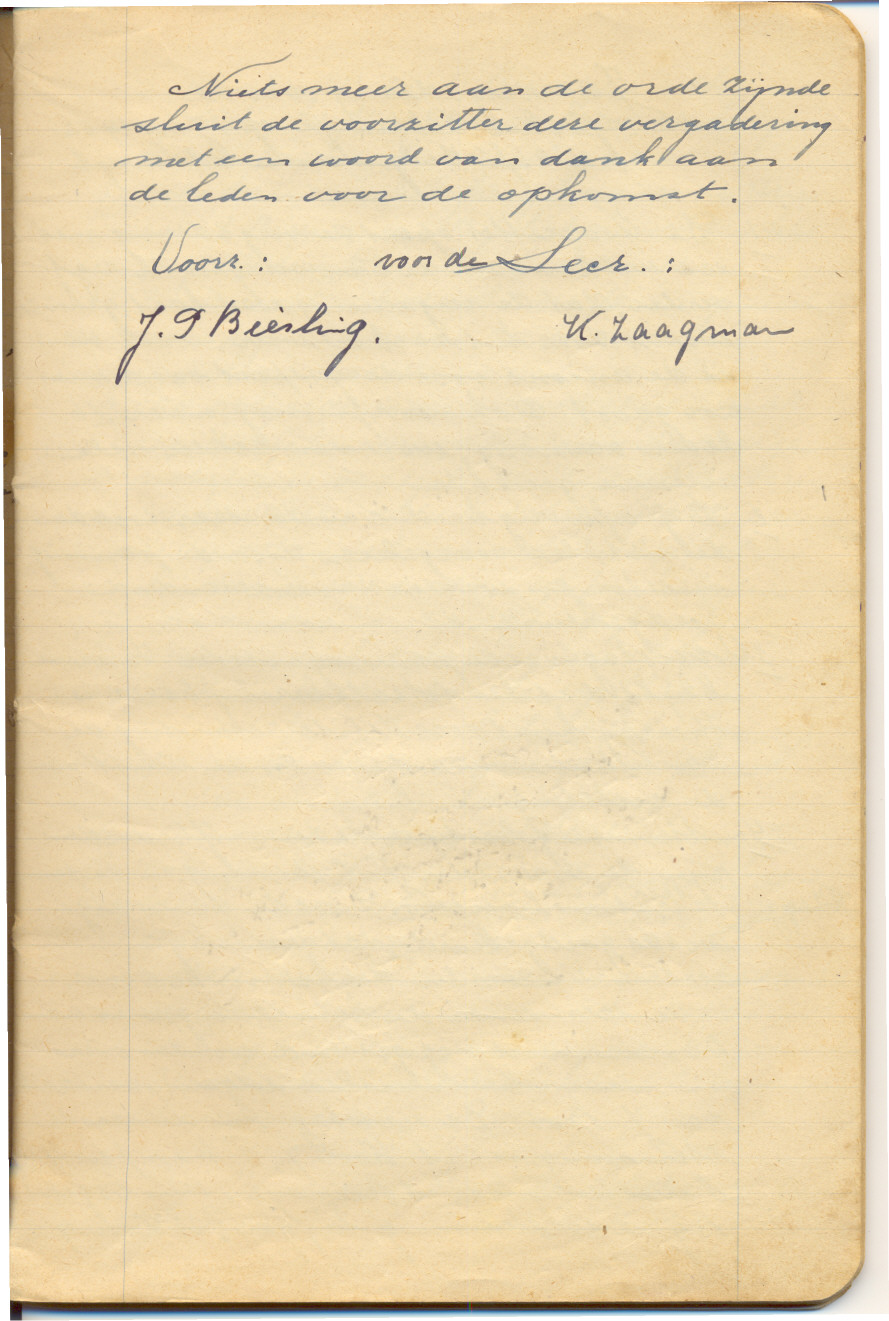 Niets meer aan de orde zijnde
sluit de voorzitter deze vergadering
met een woord van dank aan
de leden voor de opkomst.
Voorz.: voor de Secr.:
J. P Biersling. K. Zaagman